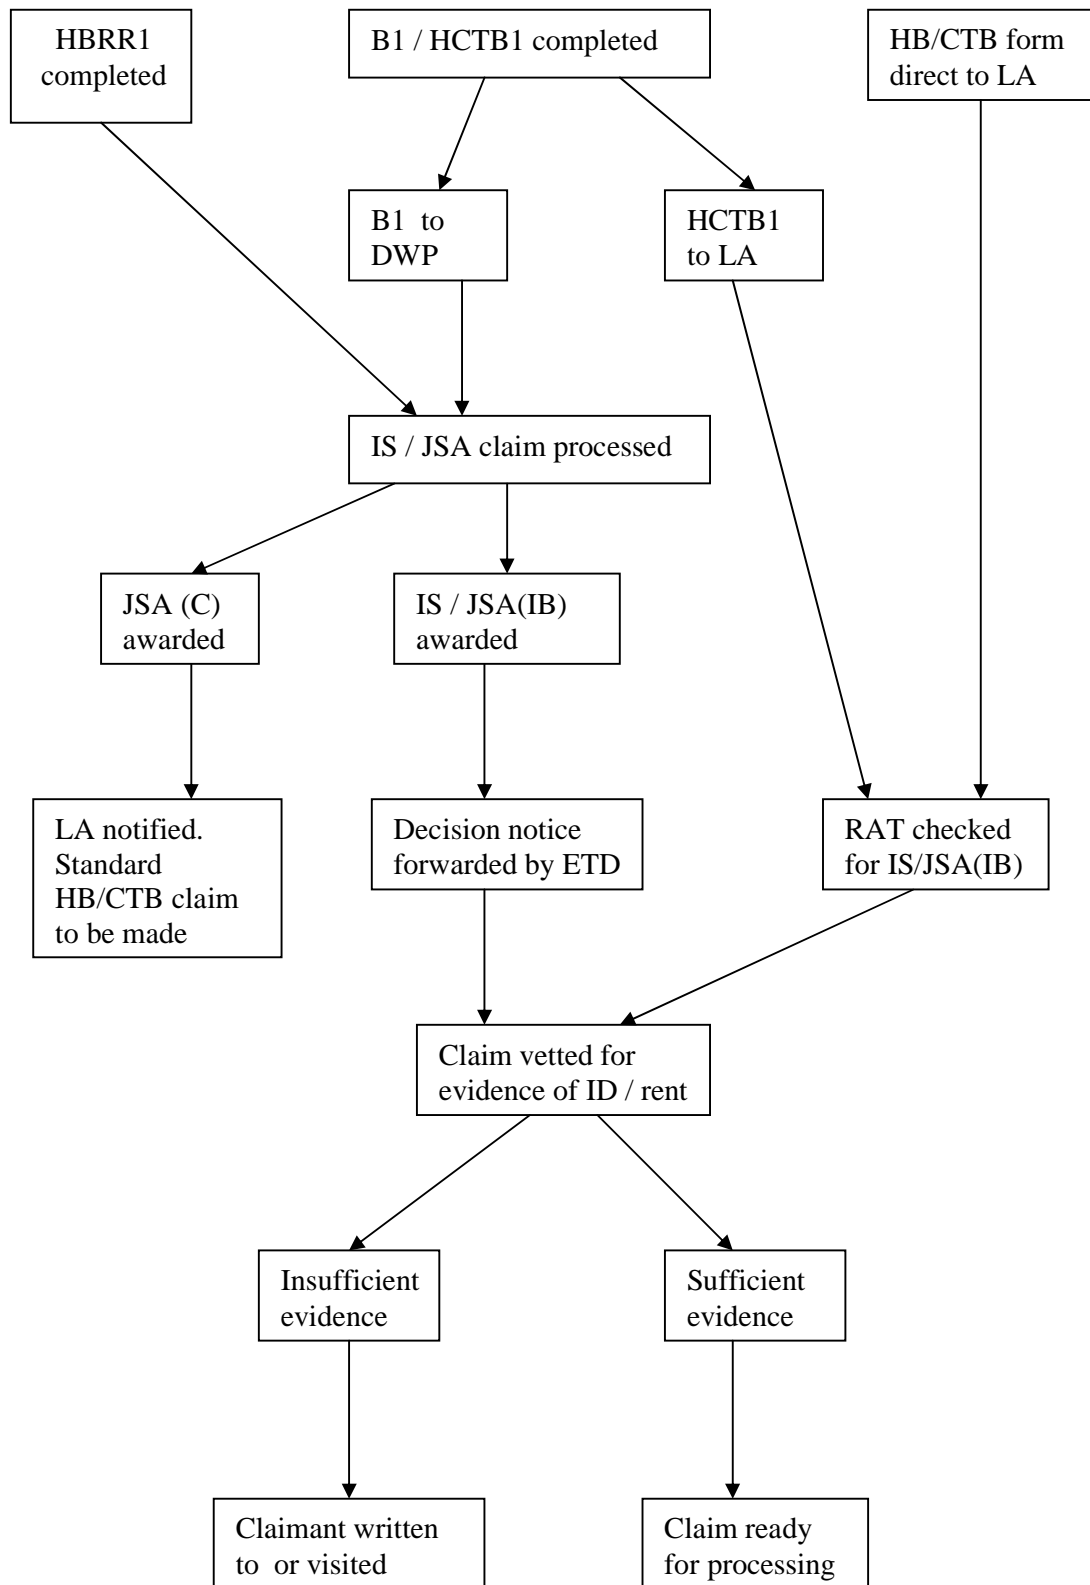 HBRR1
completed
B1 / HCTB1 completed
HB/CTB form
direct to LA
B1 to
DWP
HCTB1
to LA
IS / JSA claim processed
JSA (C)
awarded
IS / JSA(IB)
awarded
LA notified.
Standard
HB/CTB claim
to be made
Decision notice
forwarded by ETD
RAT checked
for IS/JSA(IB)
Claim vetted for
evidence of ID / rent
Insufficient
evidence
Sufficient
evidence
Claimant written
to or visited
Claim ready
for processing